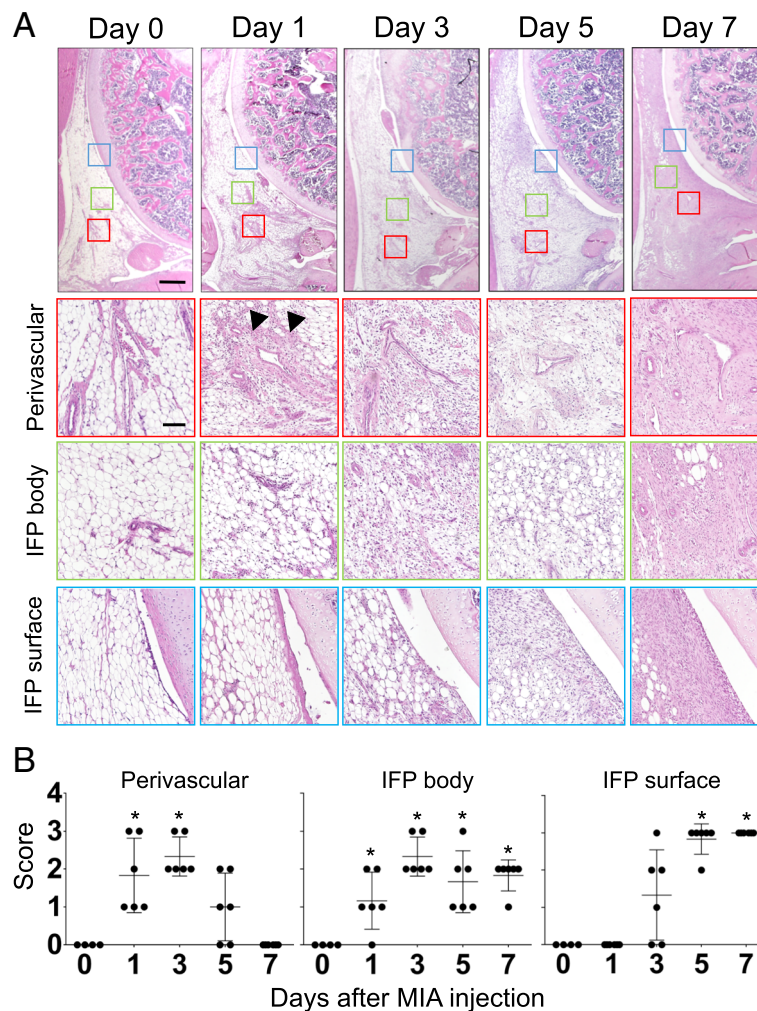 A
Day 0 Day 1 Day 3 Day 5 Day 7
Perivascular
IFP body
IFP surface
B
Perivascular IFP body IFP surface
* * * * * * * *
Score
4
3
2
1
0
0 1 3 5 7 0 1 3 5 7 0 1 3 5 7
Days after MIA injection